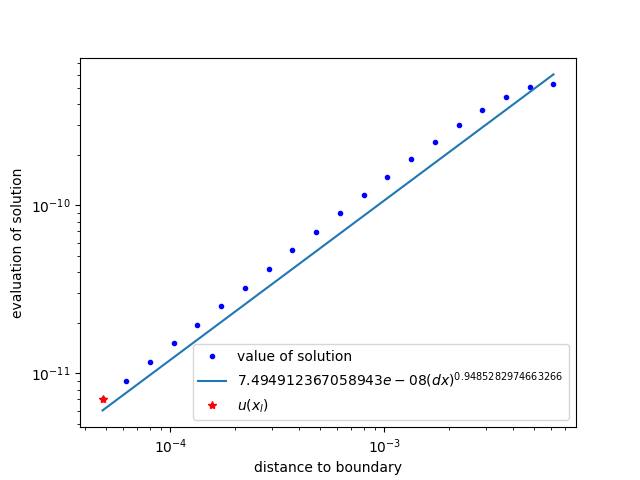 10⁻¹⁰
10⁻¹¹
evaluation of solution
value of solution
7.494912367058943e − 08(dx)^0.9485282974663266
u(x_l)
10⁻⁴
10⁻³
distance to boundary